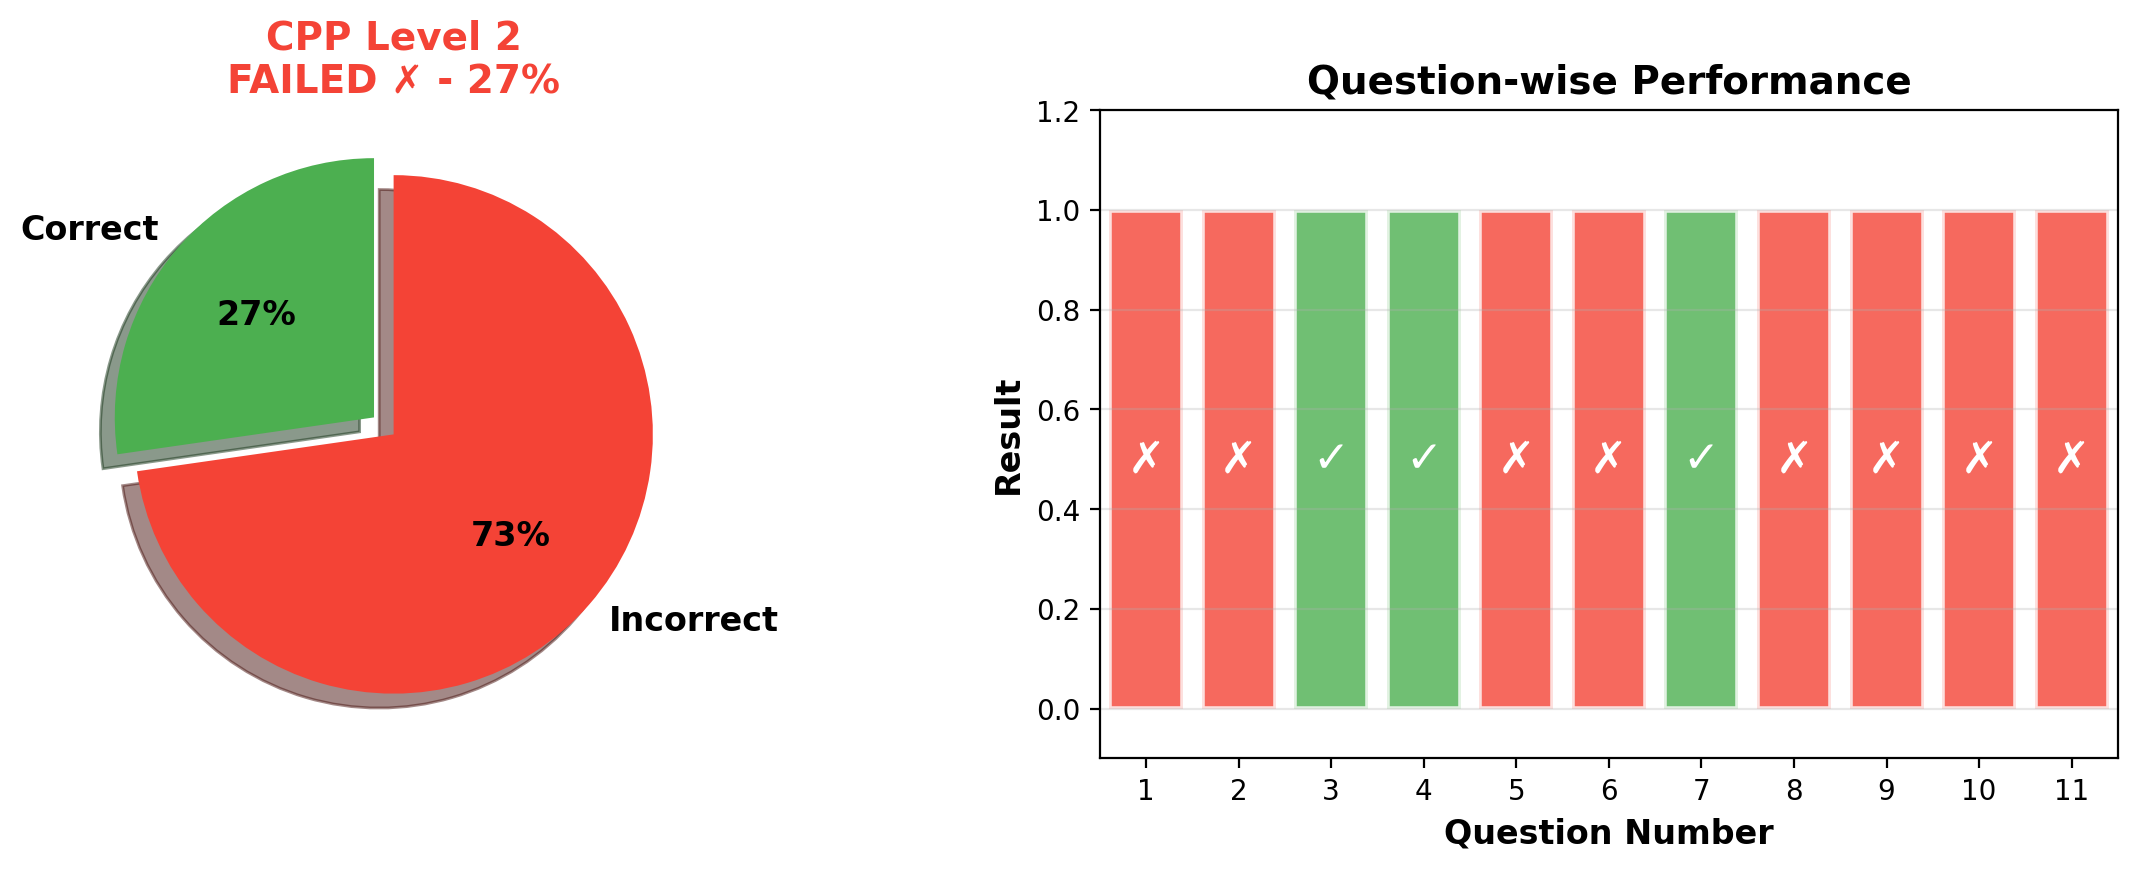 CPP Level 2
FAILED ✗ - 27%
Correct
27%
73%
Incorrect
Question-wise Performance
1.2
1.0
0.8
0.6
0.4
0.2
0.0
Result
✗ ✗ ✓ ✓ ✗ ✗ ✓ ✗ ✗ ✗ ✗
1 2 3 4 5 6 7 8 9 10 11
Question Number